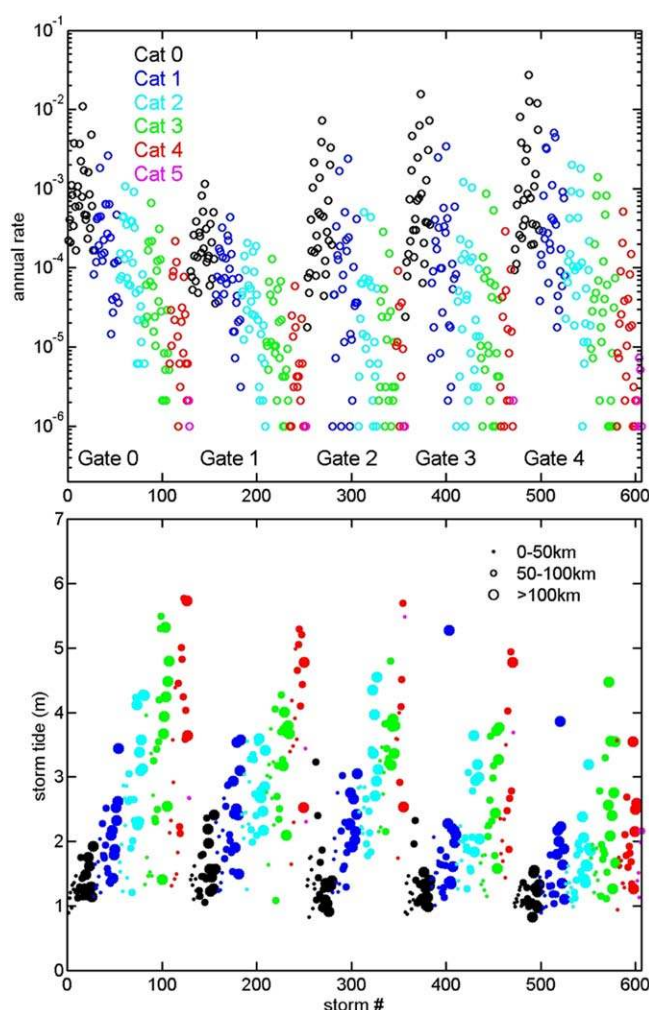 10⁻¹
Cat 0
Cat 1
Cat 2
10⁻²
Cat 3
Cat 4
Cat 5
10⁻³
annual rate
10⁻⁴
10⁻⁵
10⁻⁶
Gate 0 Gate 1 Gate 2 Gate 3 Gate 4
0 100 200 300 400 500 600
7
0-50km
50-100km
6
>100km
5
storm tide (m)
4
3
2
1
0
0 100 200 300 400 500 600
storm #